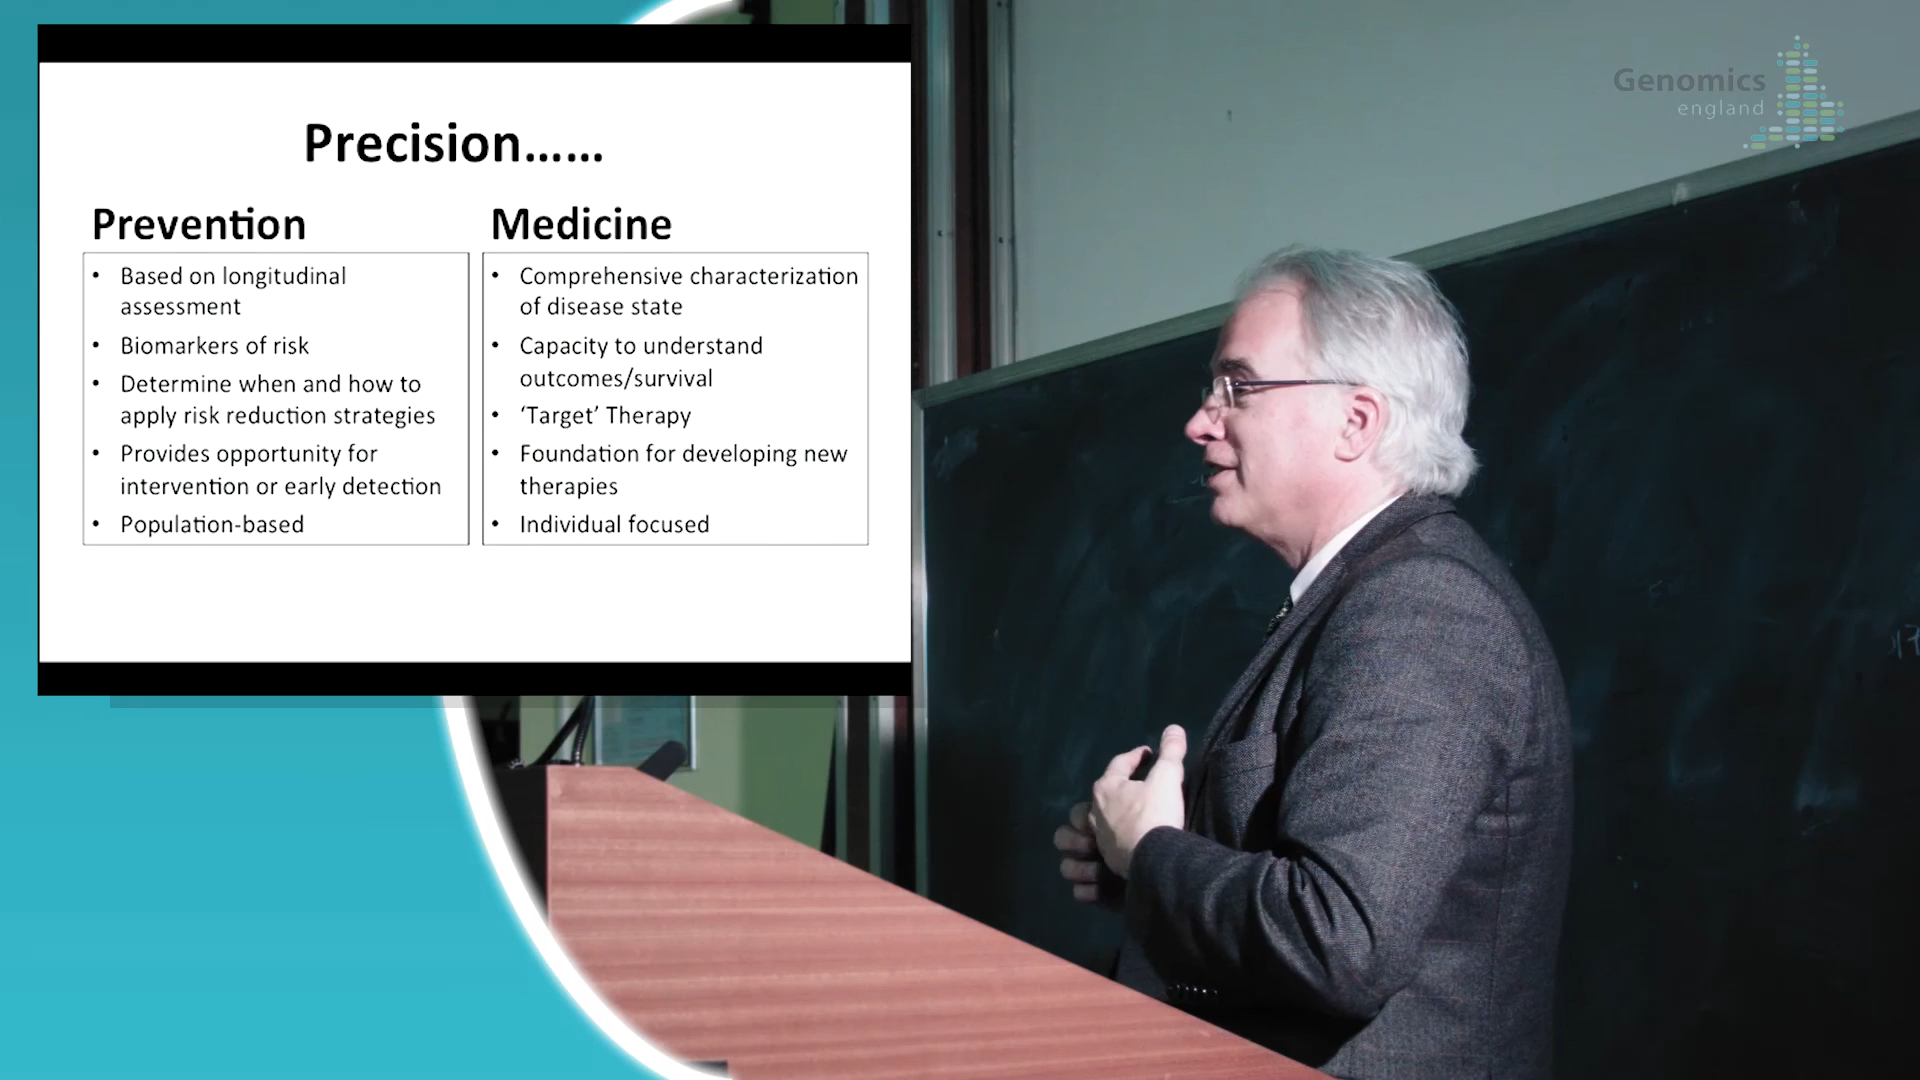 Precision......
Prevention
• Based on longitudinal
assessment
• Biomarkers of risk
• Determine when and how to
apply risk reduction strategies
• Provides opportunity for
intervention or early detection
• Population-based
Medicine
• Comprehensive characterization
of disease state
• Capacity to understand
outcomes/survival
• ‘Target’ Therapy
• Foundation for developing new
therapies
• Individual focused
Genomics
england